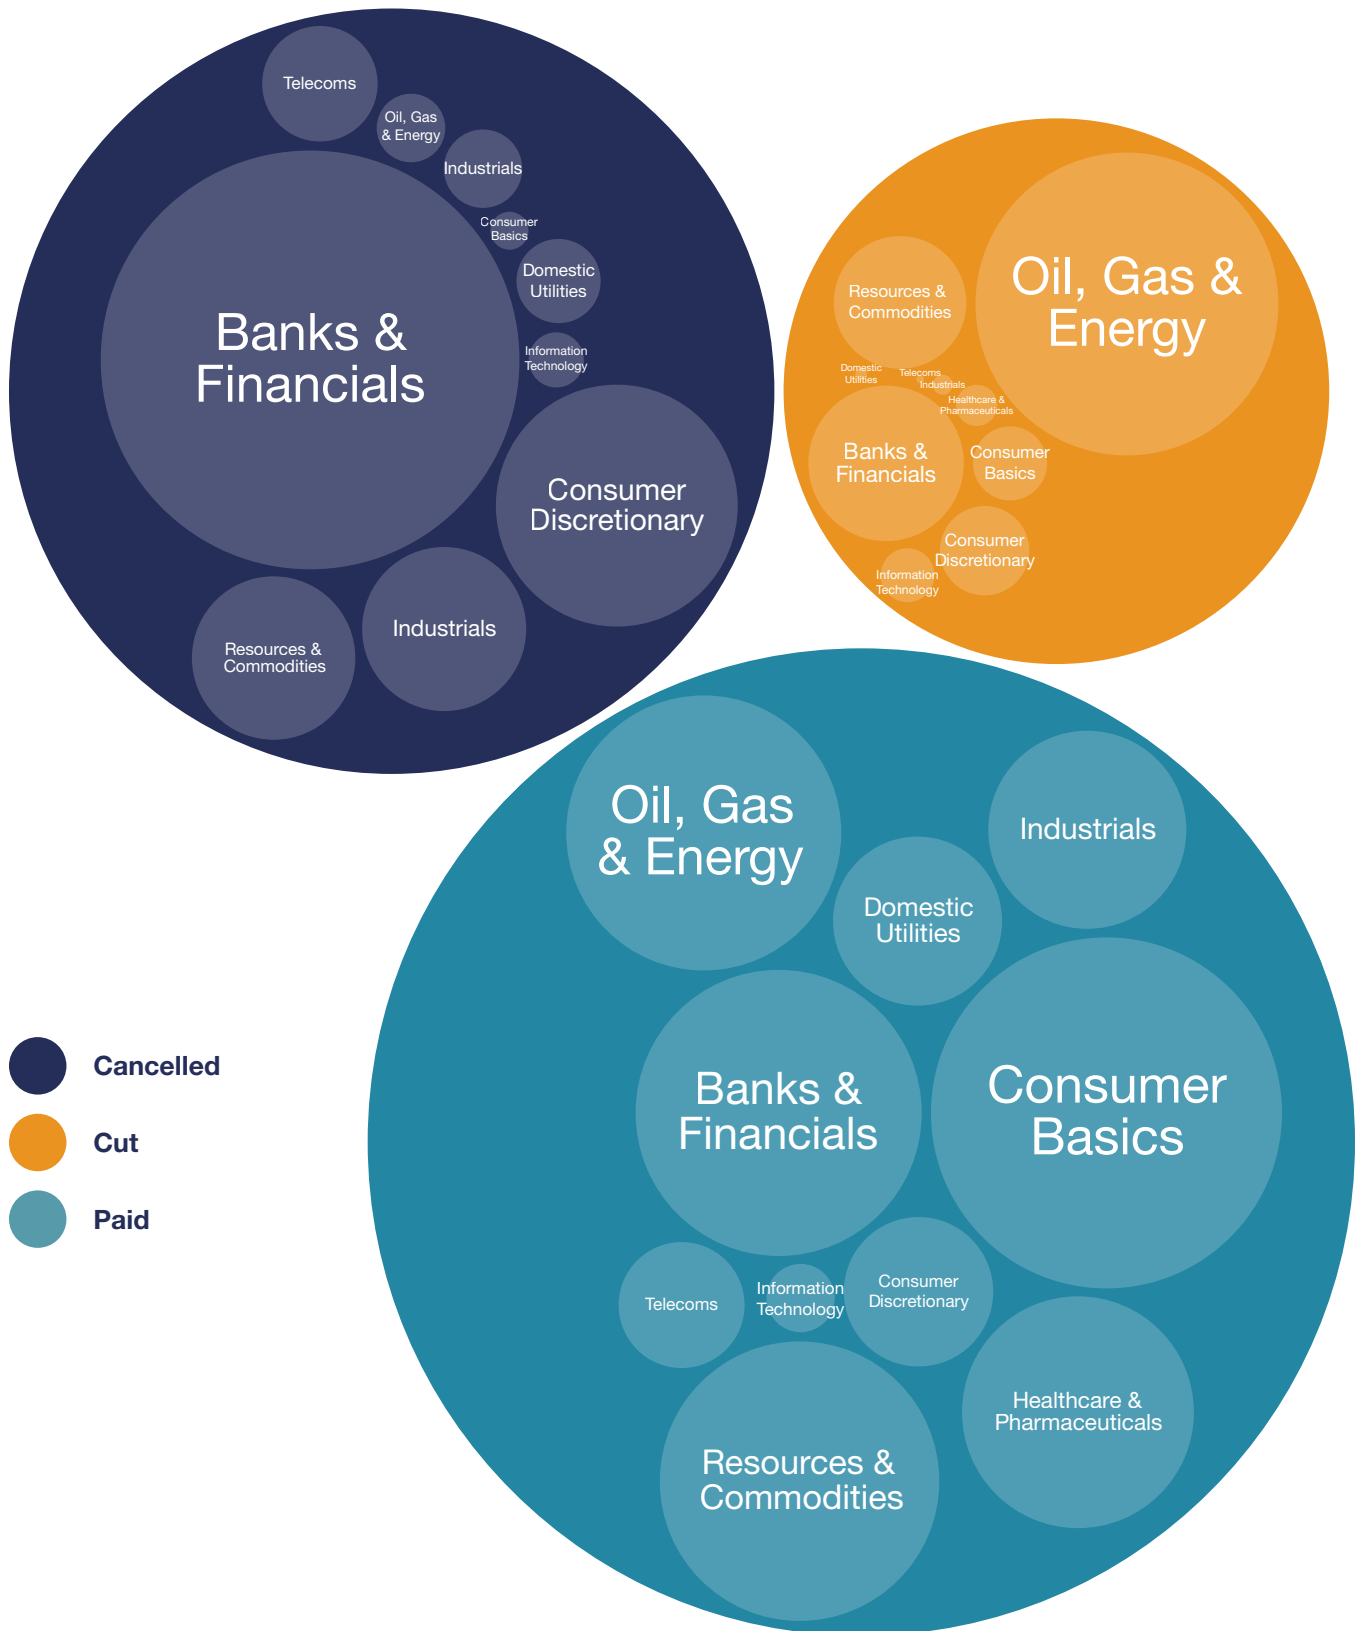 Telecoms
Oil, Gas
& Energy
Industrials
Consumer
Basics
Domestic
Utilities
Information
Technology
Banks &
Financials
Consumer
Discretionary
Industrials
Resources &
Commodities
Oil, Gas &
Energy
Resources &
Commodities
Domestic
Utilities
Telecoms
Industrials
Healthcare &
Pharmaceuticals
Banks &
Financials
Consumer
Basics
Consumer
Discretionary
Information
Technology
Oil, Gas
& Energy
Industrials
Domestic
Utilities
Banks &
Financials
Consumer
Basics
Telecoms
Information
Technology
Consumer
Discretionary
Healthcare &
Pharmaceuticals
Resources &
Commodities
Cancelled
Cut
Paid